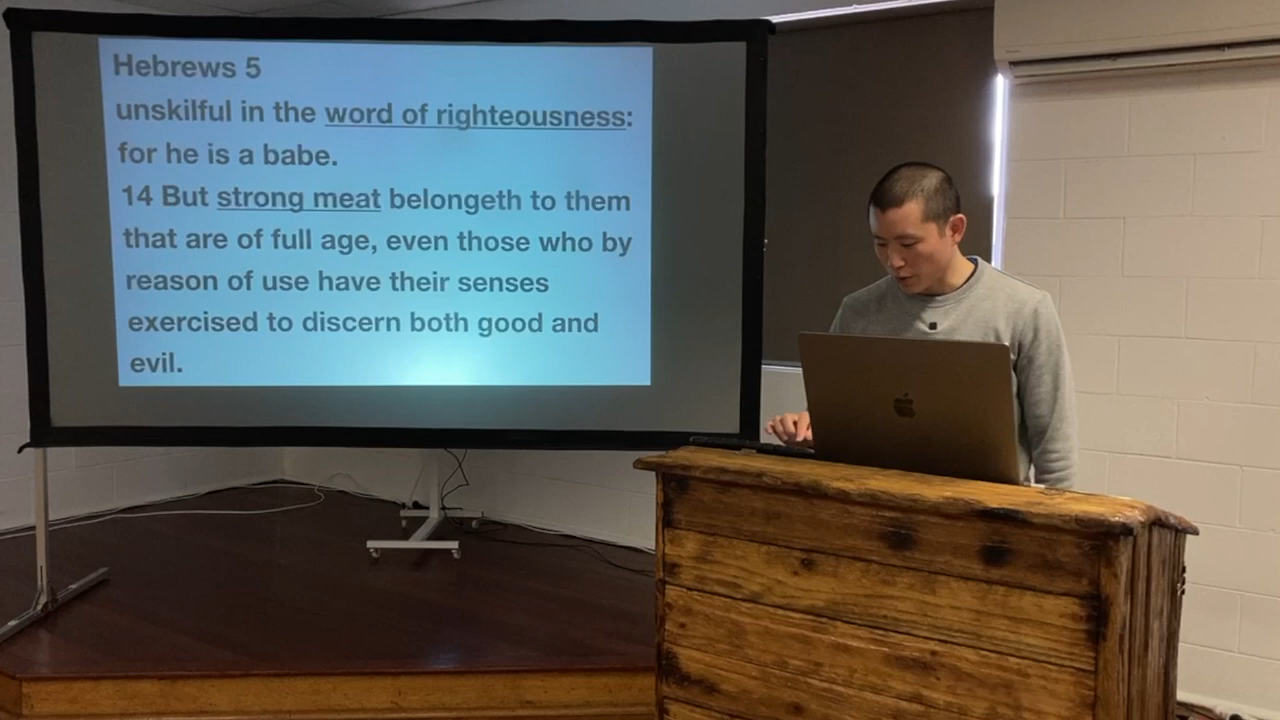 Hebrews 5
unskilful in the word of righteousness:
for he is a babe.
14 But strong meat belongeth to them
that are of full age, even those who by
reason of use have their senses
exercised to discern both good and
evil.